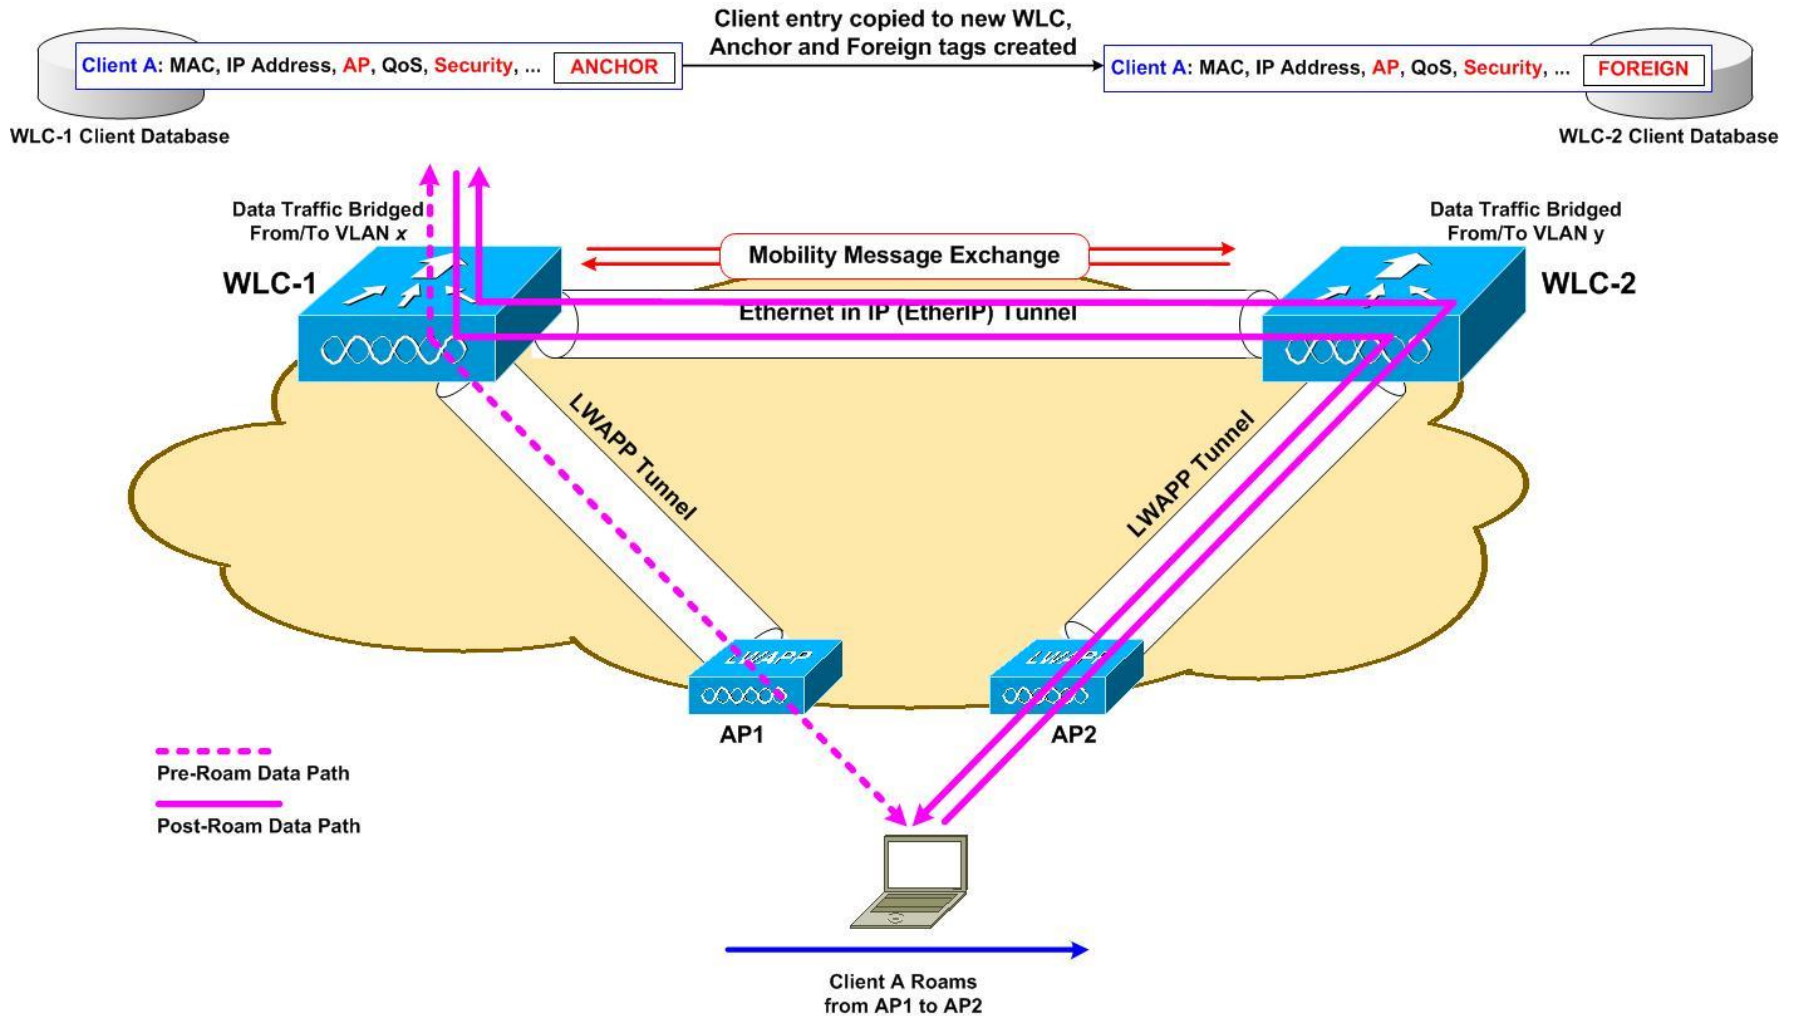 Client entry copied to new WLC,
Anchor and Foreign tags created
Client A: MAC, IP Address, AP, QoS, Security, ... ANCHOR
Client A: MAC, IP Address, AP, QoS, Security, ... FOREIGN
WLC-1 Client Database
WLC-2 Client Database
Data Traffic Bridged
From/To VLAN x
Data Traffic Bridged
From/To VLAN y
Mobility Message Exchange
WLC-1
WLC-2
Ethernet in IP (EtherIP) Tunnel
LWAPP Tunnel
LWAPP Tunnel
LWAPP
LWAPP
AP1
AP2
Pre-Roam Data Path
Post-Roam Data Path
Client A Roams
from AP1 to AP2